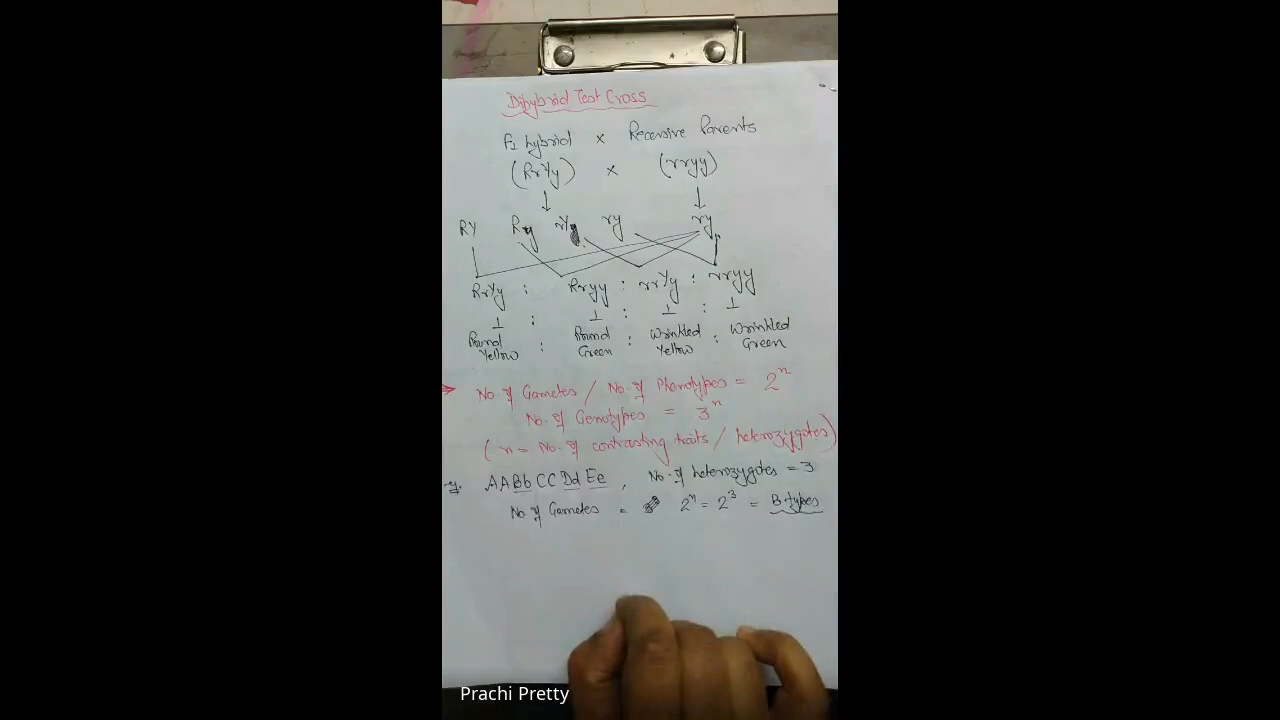 Dihybrid Test Cross
F1 hybrid × Recessive Parents
(RrYy) × (rryy)
↓ ↓
RY Ry rY ry ry
RrYy : Rryy : rrYy : rryy
1 : 1 : 1 : 1
Round Yellow : Round Green : Wrinkled Yellow : Wrinkled Green
→ No. of Gametes / No. of Phenotypes = 2ⁿ
No. of Genotypes = 3ⁿ
(n = No. of contrasting traits / heterozygotes)
eg. AABbCCDdEe, No. of heterozygotes = 3
No. of Gametes = 2ⁿ = 2³ = 8 types
Prachi Pretty